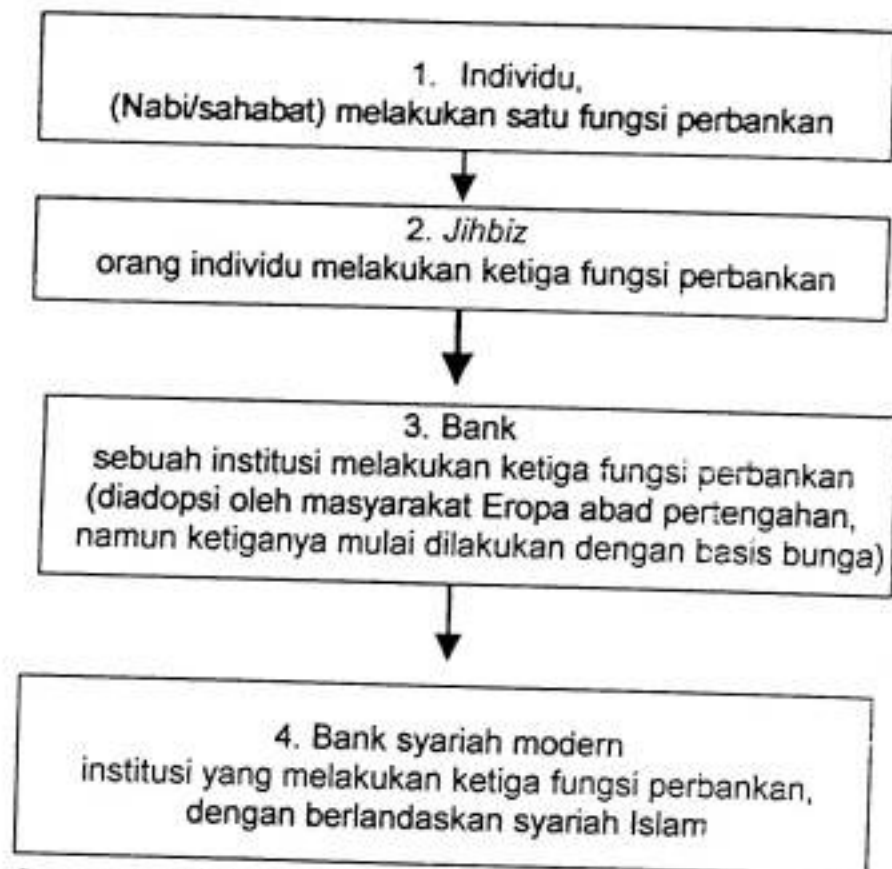 1. Individu,
(Nabi/sahabat) melakukan satu fungsi perbankan
2. Jihbiz
orang individu melakukan ketiga fungsi perbankan
3. Bank
sebuah institusi melakukan ketiga fungsi perbankan
(diadopsi oleh masyarakat Eropa abad pertengahan,
namun ketiganya mulai dilakukan dengan basis bunga)
4. Bank syariah modern
institusi yang melakukan ketiga fungsi perbankan,
dengan berlandaskan syariah Islam